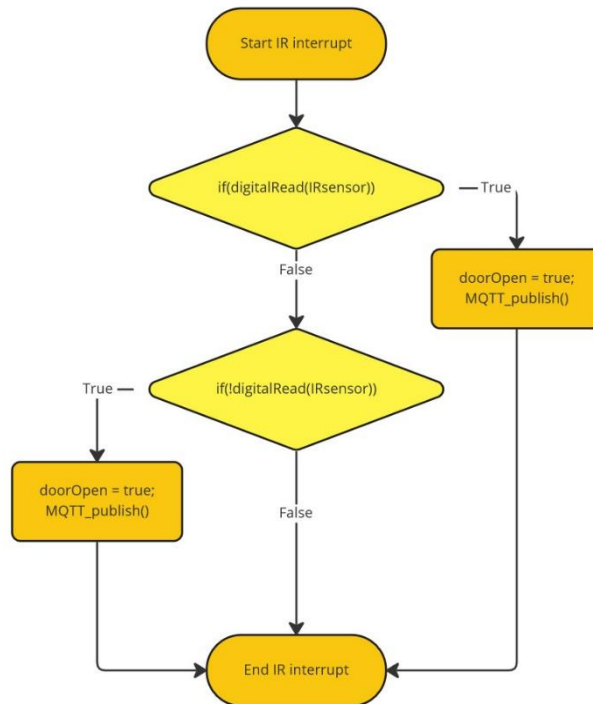 Start IR interrupt
if(digitalRead(IRsensor))
True
False
doorOpen = true;
MQTT_publish()
if(!digitalRead(IRsensor))
True
doorOpen = true;
MQTT_publish()
False
End IR interrupt